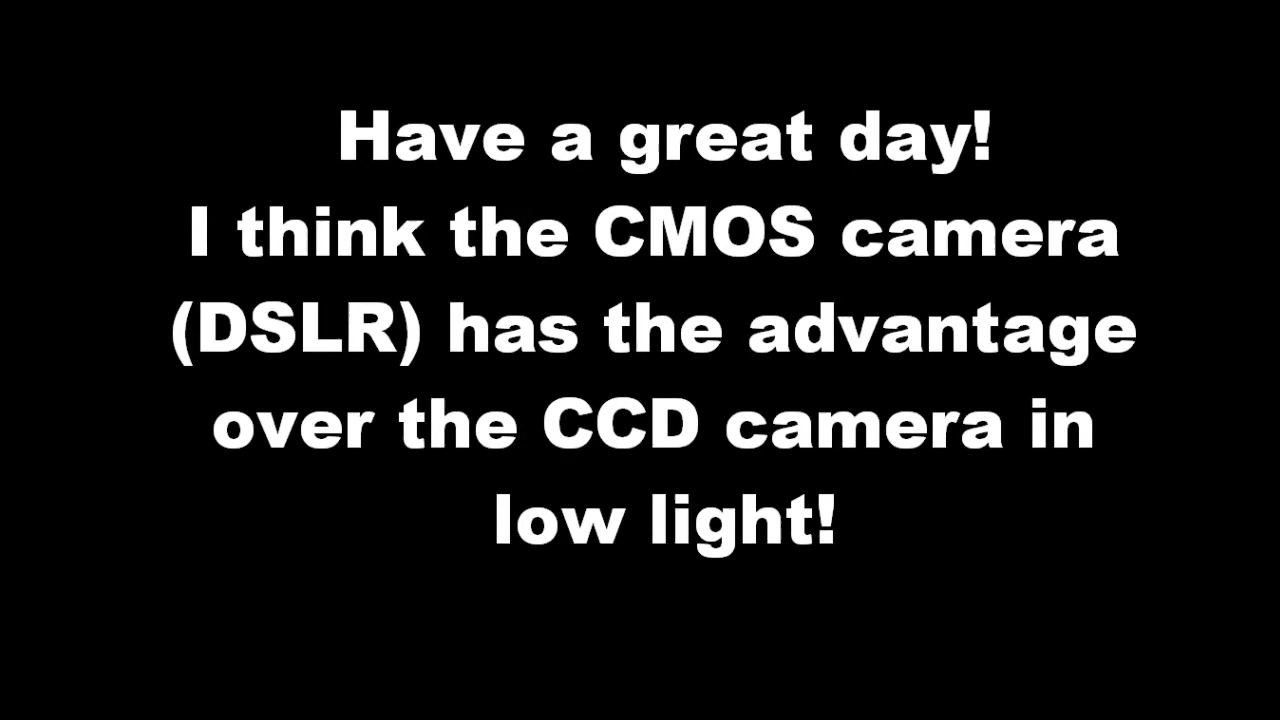 Have a great day!
I think the CMOS camera
(DSLR) has the advantage
over the CCD camera in
low light!